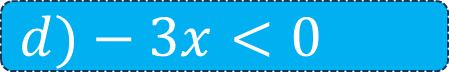 d) − 3x < 0